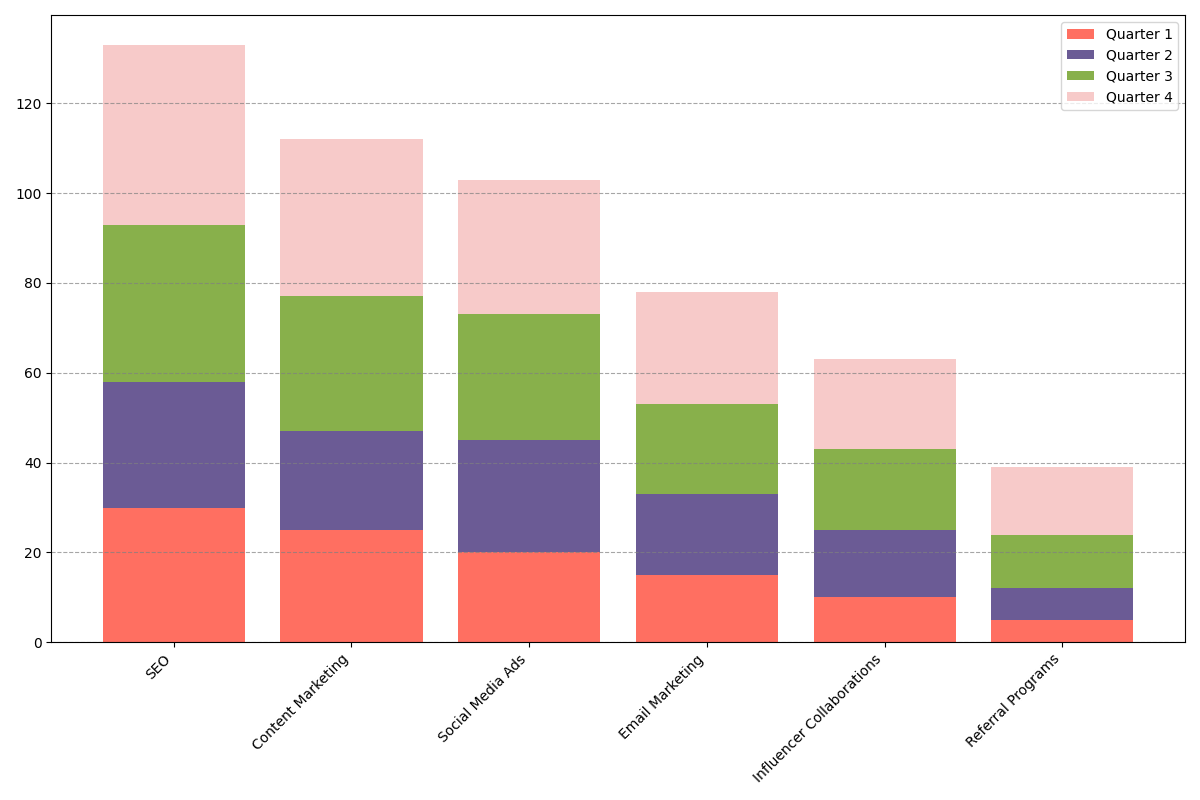 Quarter 1
Quarter 2
Quarter 3
Quarter 4
120
100
80
60
40
20
0
SEO
Content Marketing
Social Media Ads
Email Marketing
Influencer Collaborations
Referral Programs